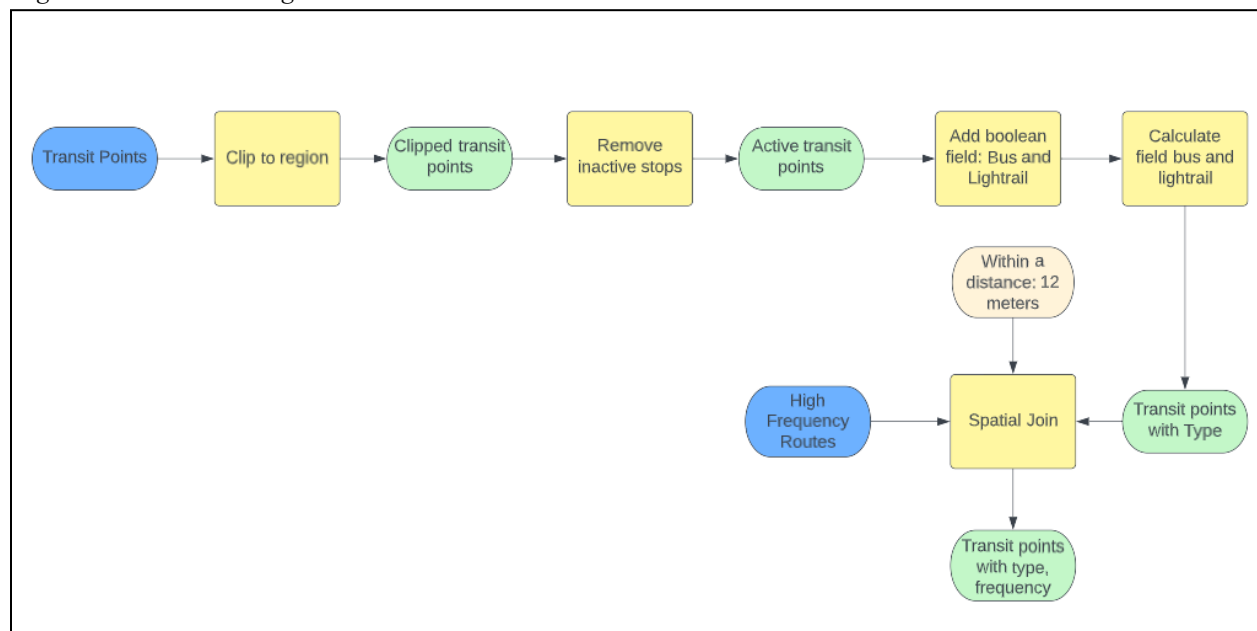 Transit Points
Clip to region
Clipped transit
points
Remove
inactive stops
Active transit
points
Add boolean
field: Bus and
Lightrail
Calculate
field bus and
lightrail
Within a
distance: 12
meters
High
Frequency
Routes
Spatial Join
Transit points
with Type
Transit points
with type,
frequency